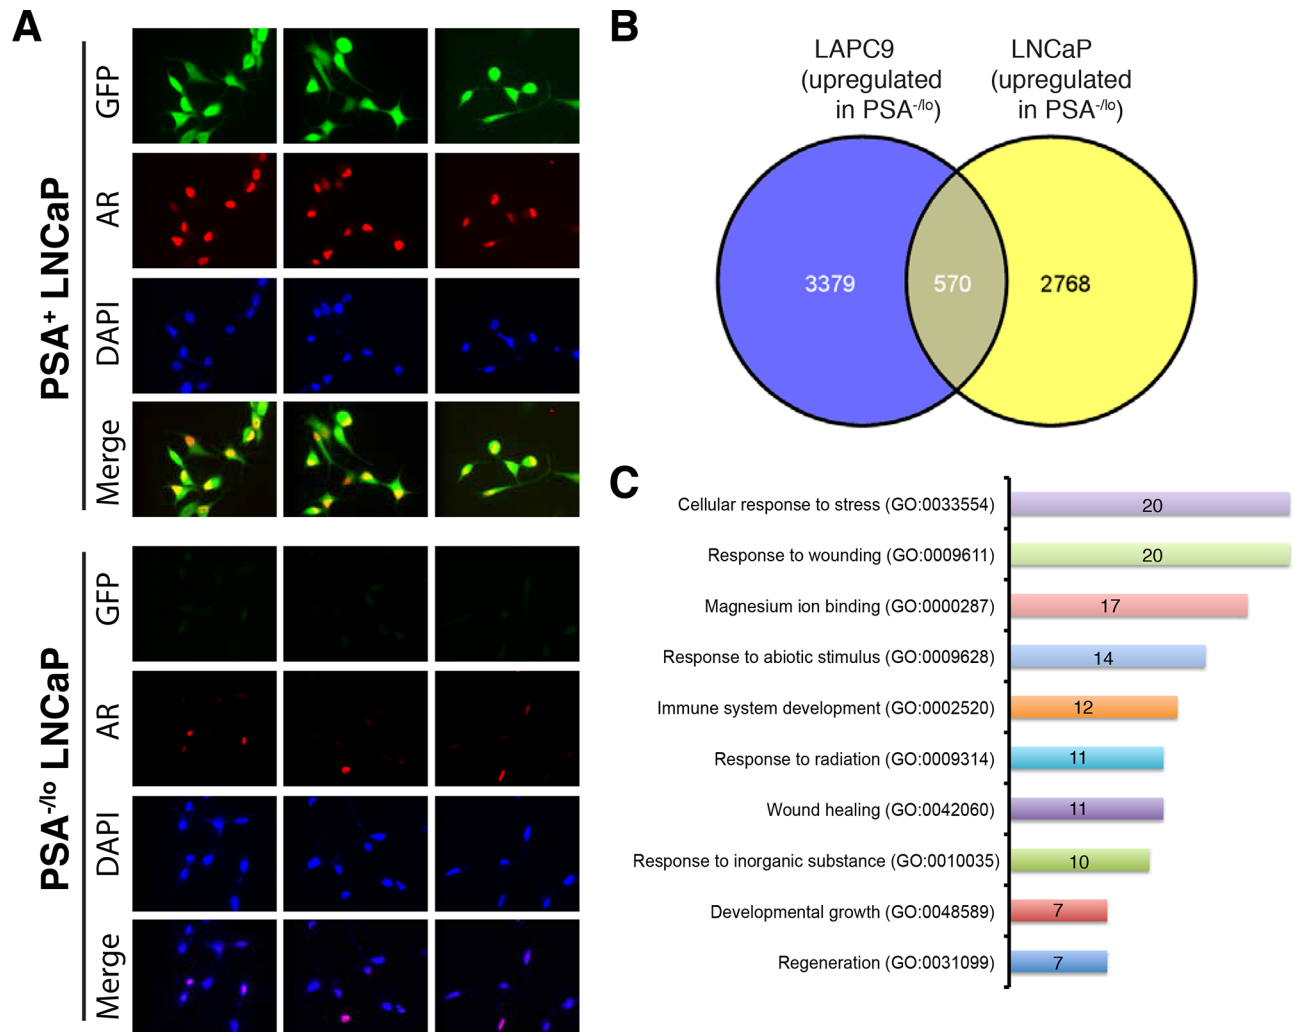 A
PSA+ LNCaP
GFP
AR
DAPI
Merge
PSA-/lo LNCaP
GFP
AR
DAPI
Merge
B
LAPC9
(upregulated
in PSA-/lo)
LNCaP
(upregulated
in PSA-/lo)
3379
570
2768
C
Cellular response to stress (GO:0033554) 20
Response to wounding (GO:0009611) 20
Magnesium ion binding (GO:0000287) 17
Response to abiotic stimulus (GO:0009628) 14
Immune system development (GO:0002520) 12
Response to radiation (GO:0009314) 11
Wound healing (GO:0042060) 11
Response to inorganic substance (GO:0010035) 10
Developmental growth (GO:0048589) 7
Regeneration (GO:0031099) 7